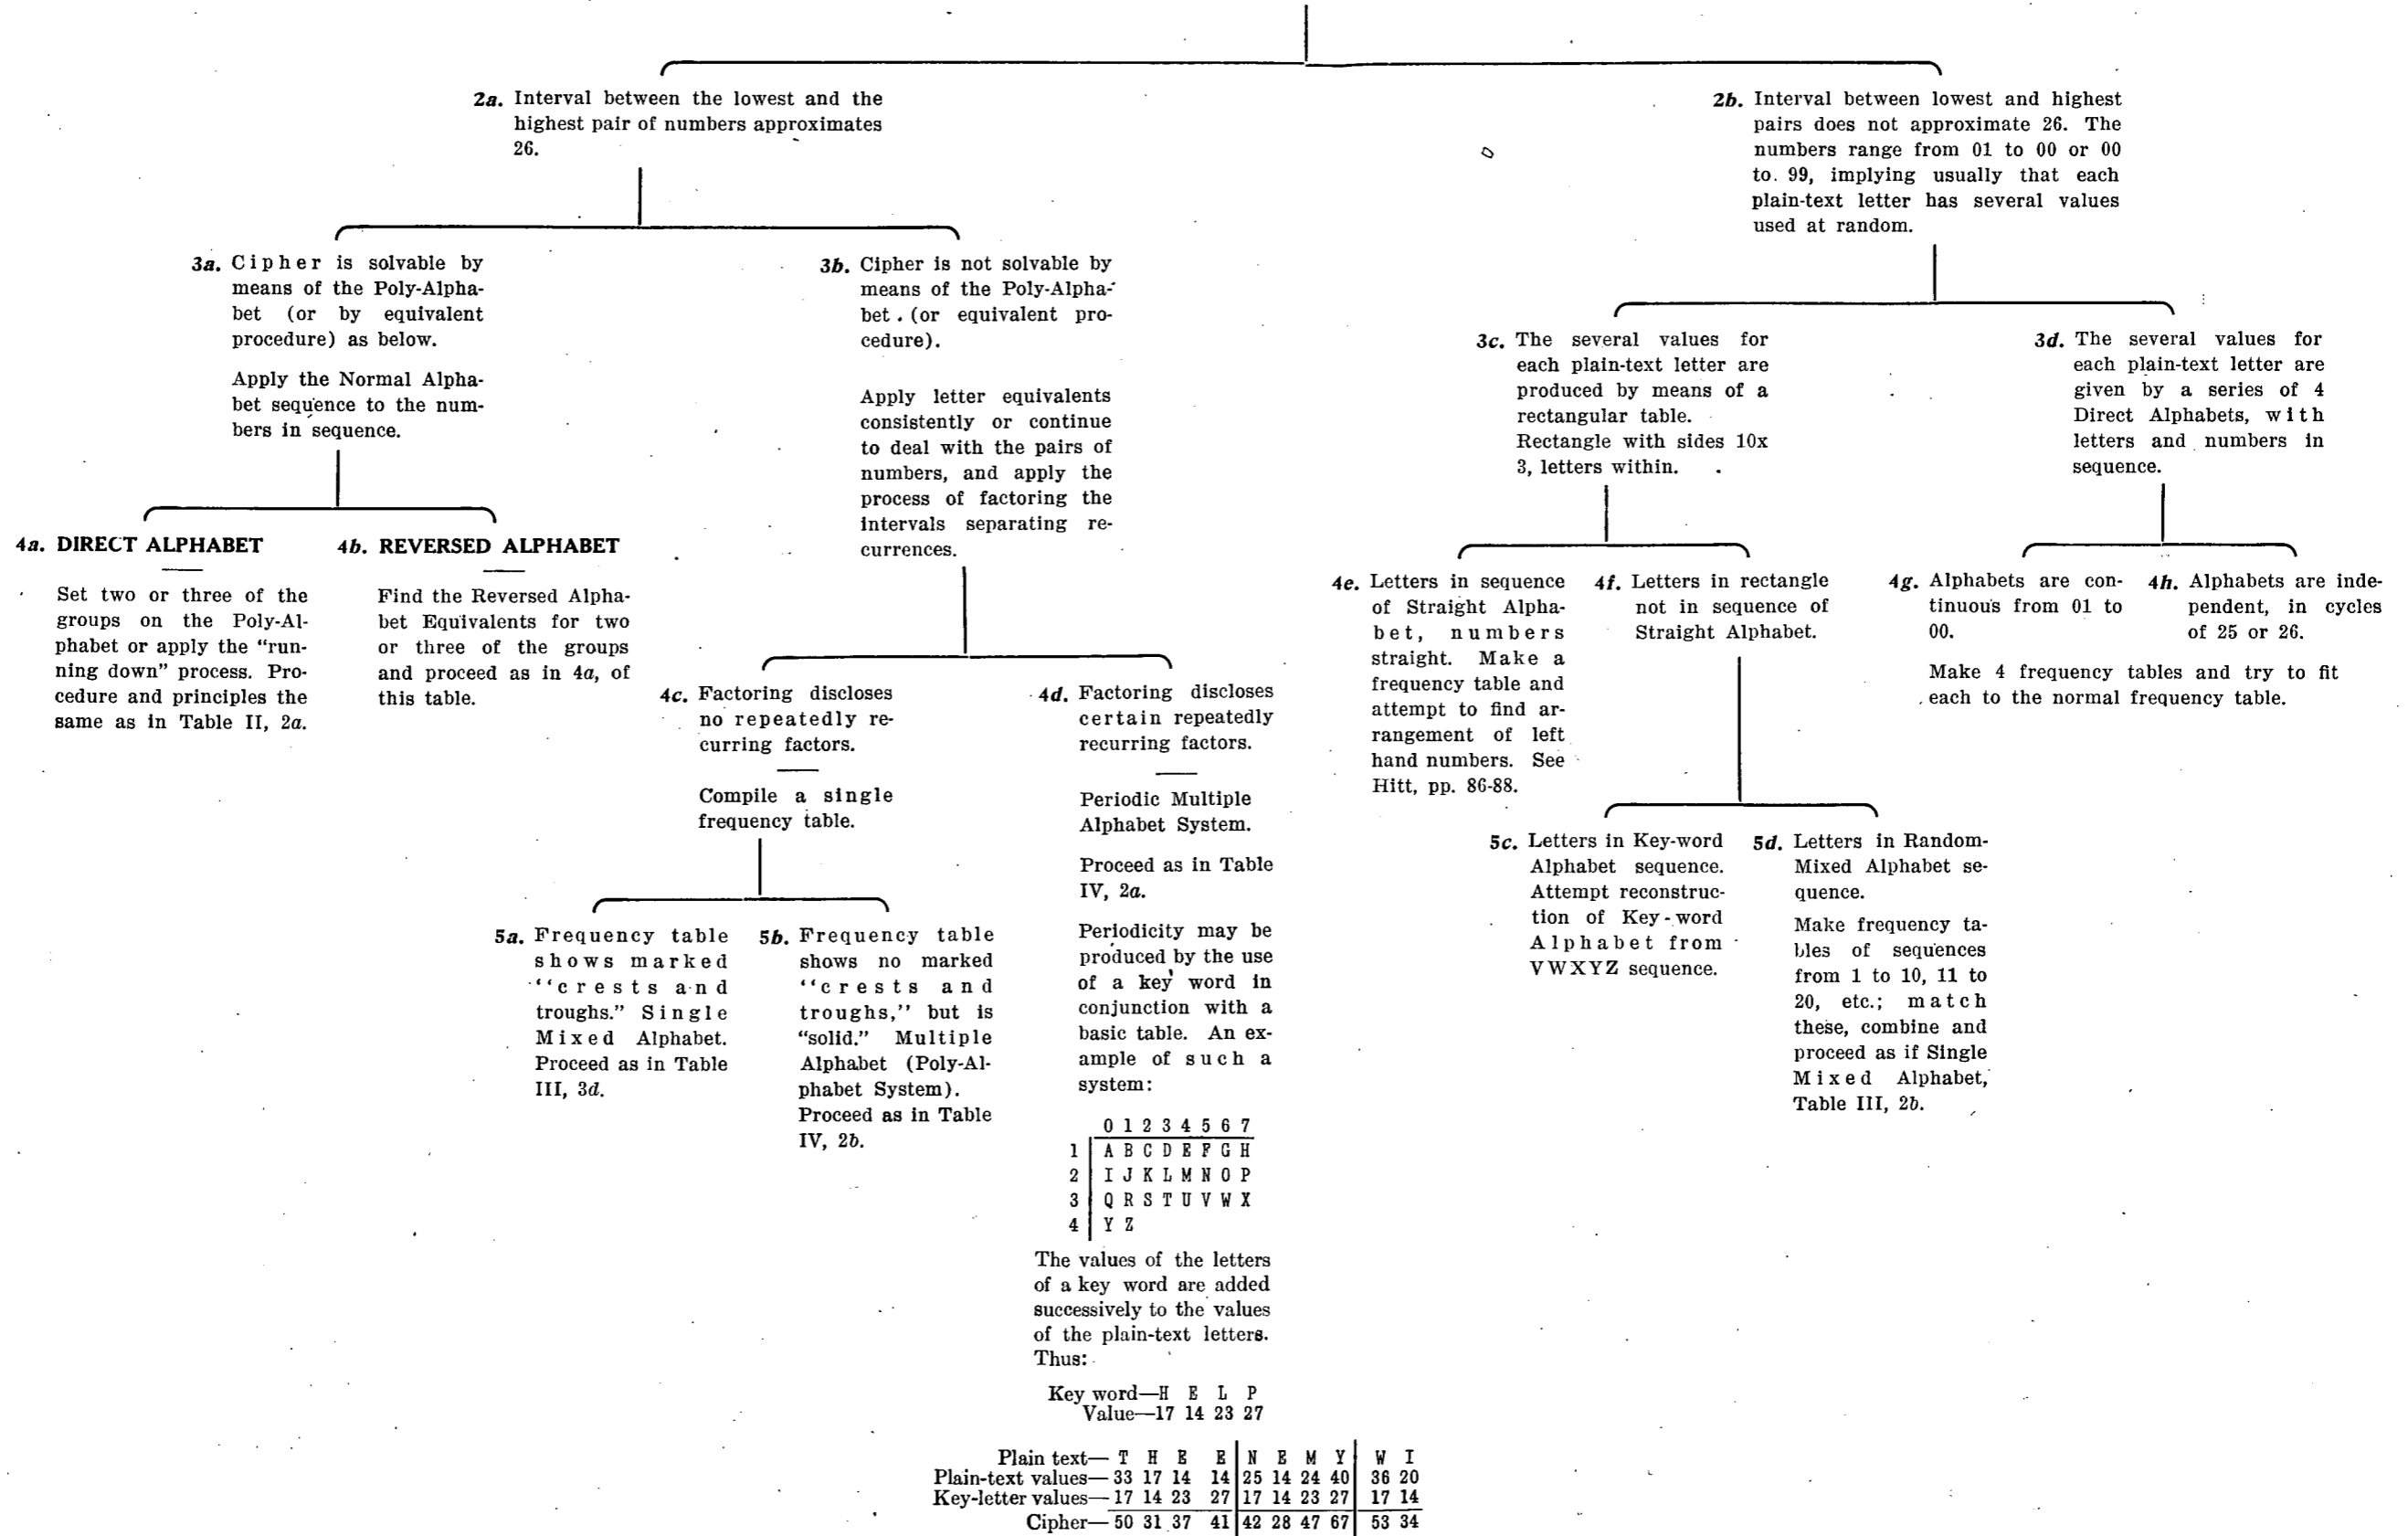 2a. Interval between the lowest and the
highest pair of numbers approximates
26.
2b. Interval between lowest and highest
pairs does not approximate 26. The
numbers range from 01 to 00 or 00
to 99, implying usually that each
plain-text letter has several values
used at random.
3a. Cipher is solvable by
means of the Poly-Alpha-
bet (or by equivalent
procedure) as below.
Apply the Normal Alpha-
bet sequence to the num-
bers in sequence.
3b. Cipher is not solvable by
means of the Poly-Alpha-
bet (or equivalent pro-
cedure).
Apply letter equivalents
consistently or continue
to deal with the pairs of
numbers, and apply the
process of factoring the
intervals separating re-
currences.
3c. The several values for
each plain-text letter are
produced by means of a
rectangular table.
Rectangle with sides 10x
3, letters within.
3d. The several values for
each plain-text letter are
given by a series of 4
Direct Alphabets, with
letters and numbers in
sequence.
4a. DIRECT ALPHABET
Set two or three of the
groups on the Poly-Al-
phabet or apply the “run-
ning down” process. Pro-
cedure and principles the
same as in Table II, 2a.
4b. REVERSED ALPHABET
Find the Reversed Alpha-
bet Equivalents for two
or three of the groups
and proceed as in 4a, of
this table.
4c. Factoring discloses
no repeatedly re-
curring factors.
Compile a single
frequency table.
4d. Factoring discloses
certain repeatedly
recurring factors.
Periodic Multiple
Alphabet System.
Proceed as in Table
IV, 2a.
Periodicity may be
produced by the use
of a key word in
conjunction with a
basic table. An ex-
ample of such a
system:
0 1 2 3 4 5 6 7
1 A B C D E F G H
2 I J K L M N O P
3 Q R S T U V W X
4 Y Z
The values of the letters
of a key word are added
successively to the values
of the plain-text letters.
Thus:
Key word—H E L P
Value—17 14 23 27
Plain text— T H E E N E M Y W I
Plain-text values— 33 17 14 14 25 14 24 40 36 20
Key-letter values— 17 14 23 27 17 14 23 27 17 14
Cipher— 50 31 37 41 42 28 47 67 53 34
4e. Letters in sequence
of Straight Alpha-
bet, numbers
straight. Make a
frequency table and
attempt to find ar-
rangement of left
hand numbers. See
Hitt, pp. 86-88.
4f. Letters in rectangle
not in sequence of
Straight Alphabet.
4g. Alphabets are con-
tinuous from 01 to
00.
4h. Alphabets are inde-
pendent, in cycles
of 25 or 26.
Make 4 frequency tables and try to fit
each to the normal frequency table.
5a. Frequency table
shows marked
“crests and
troughs.” Single
Mixed Alphabet.
Proceed as in Table
III, 3d.
5b. Frequency table
shows no marked
“crests and
troughs,” but is
“solid.” Multiple
Alphabet (Poly-Al-
phabet System).
Proceed as in Table
IV, 2b.
5c. Letters in Key-word
Alphabet sequence.
Attempt reconstruc-
tion of Key-word
Alphabet from
VWXYZ sequence.
5d. Letters in Random-
Mixed Alphabet se-
quence.
Make frequency ta-
bles of sequences
from 1 to 10, 11 to
20, etc.; match
these, combine and
proceed as if Single
Mixed Alphabet,
Table III, 2b.